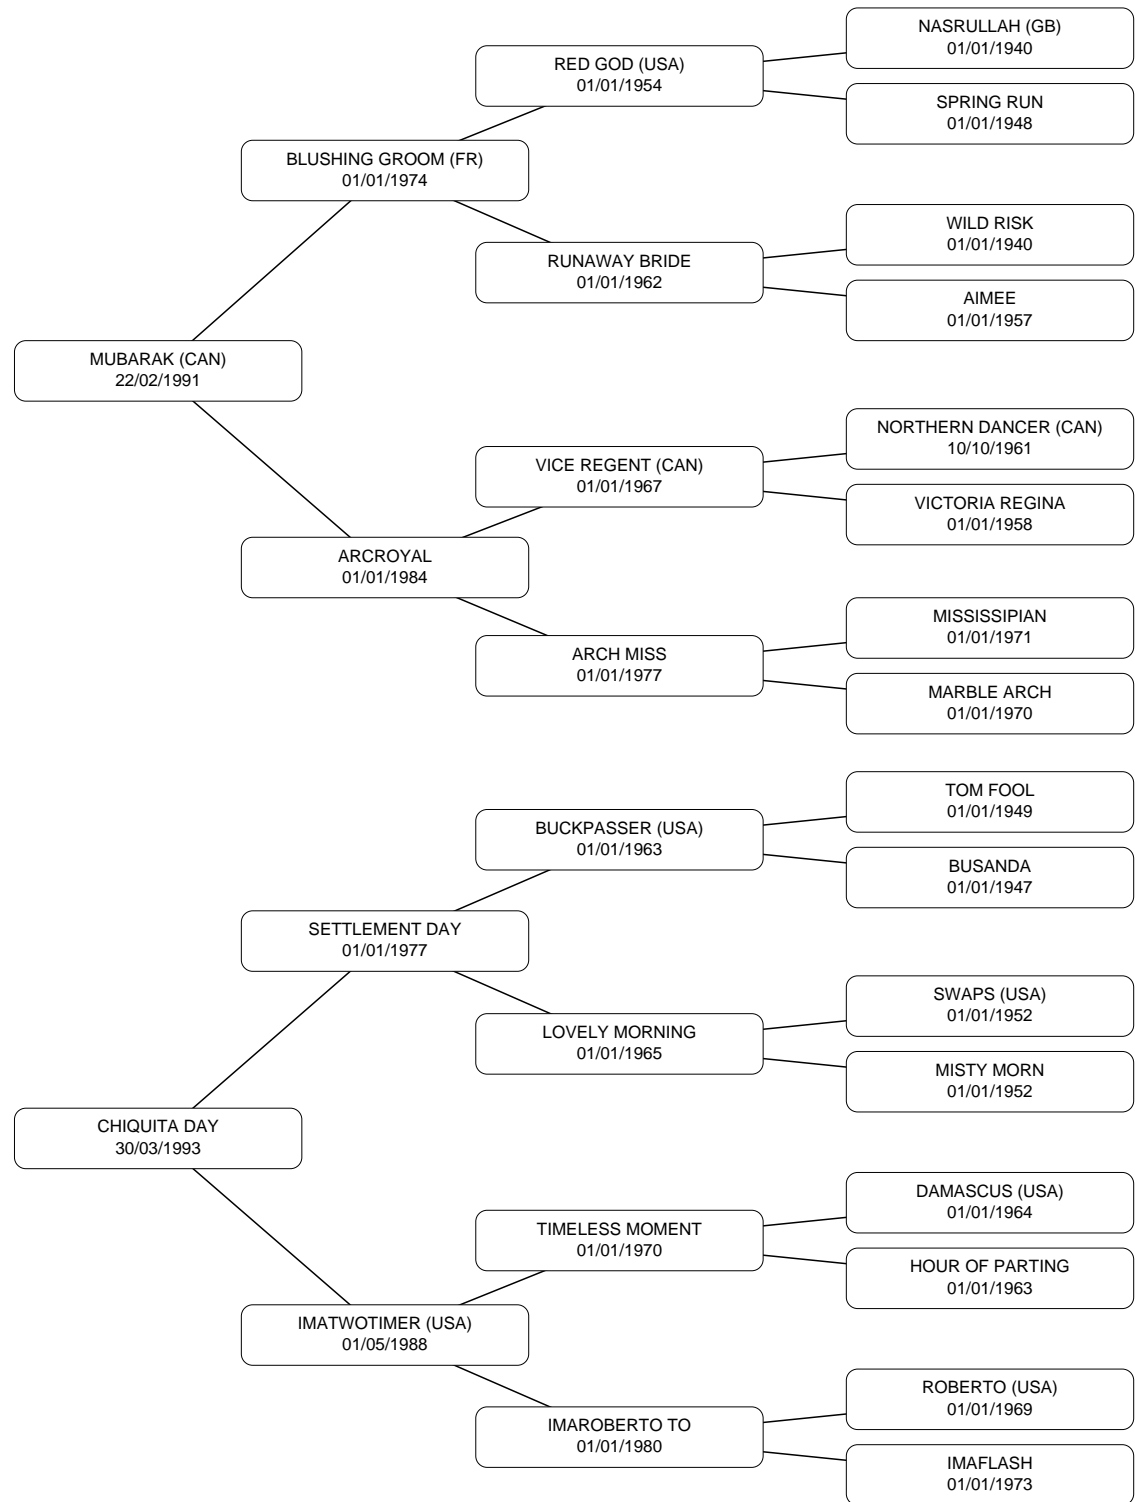 NASRULLAH (GB)
01/01/1940
RED GOD (USA)
01/01/1954
SPRING RUN
01/01/1948
BLUSHING GROOM (FR)
01/01/1974
WILD RISK
01/01/1940
RUNAWAY BRIDE
01/01/1962
AIMEE
01/01/1957
MUBARAK (CAN)
22/02/1991
NORTHERN DANCER (CAN)
10/10/1961
VICE REGENT (CAN)
01/01/1967
VICTORIA REGINA
01/01/1958
ARCROYAL
01/01/1984
MISSISSIPIAN
01/01/1971
ARCH MISS
01/01/1977
MARBLE ARCH
01/01/1970
TOM FOOL
01/01/1949
BUCKPASSER (USA)
01/01/1963
BUSANDA
01/01/1947
SETTLEMENT DAY
01/01/1977
SWAPS (USA)
01/01/1952
LOVELY MORNING
01/01/1965
MISTY MORN
01/01/1952
CHIQUITA DAY
30/03/1993
DAMASCUS (USA)
01/01/1964
TIMELESS MOMENT
01/01/1970
HOUR OF PARTING
01/01/1963
IMATWOTIMER (USA)
01/05/1988
ROBERTO (USA)
01/01/1969
IMAROBERTO TO
01/01/1980
IMAFLASH
01/01/1973